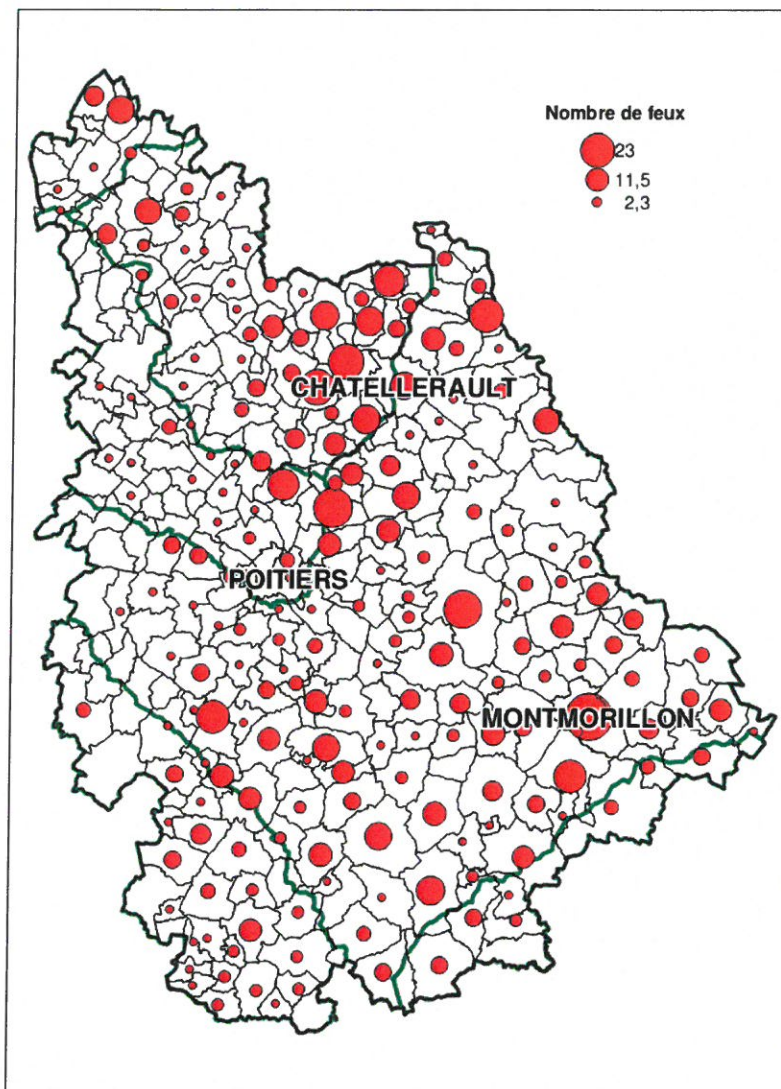 Nombre de feux
23
11,5
2,3
CHATELLERAULT
POITIERS
MONTMORILLON